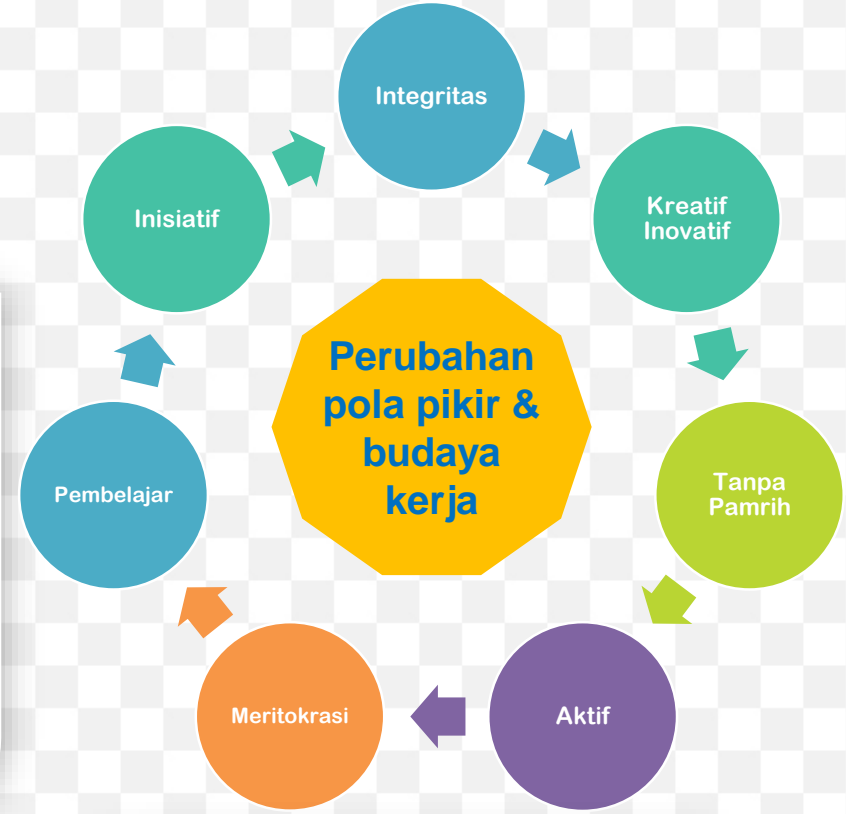 Integritas
Kreatif
Inovatif
Tanpa
Pamrih
Aktif
Meritokrasi
Pembelajar
Inisiatif
Perubahan
pola pikir &
budaya
kerja